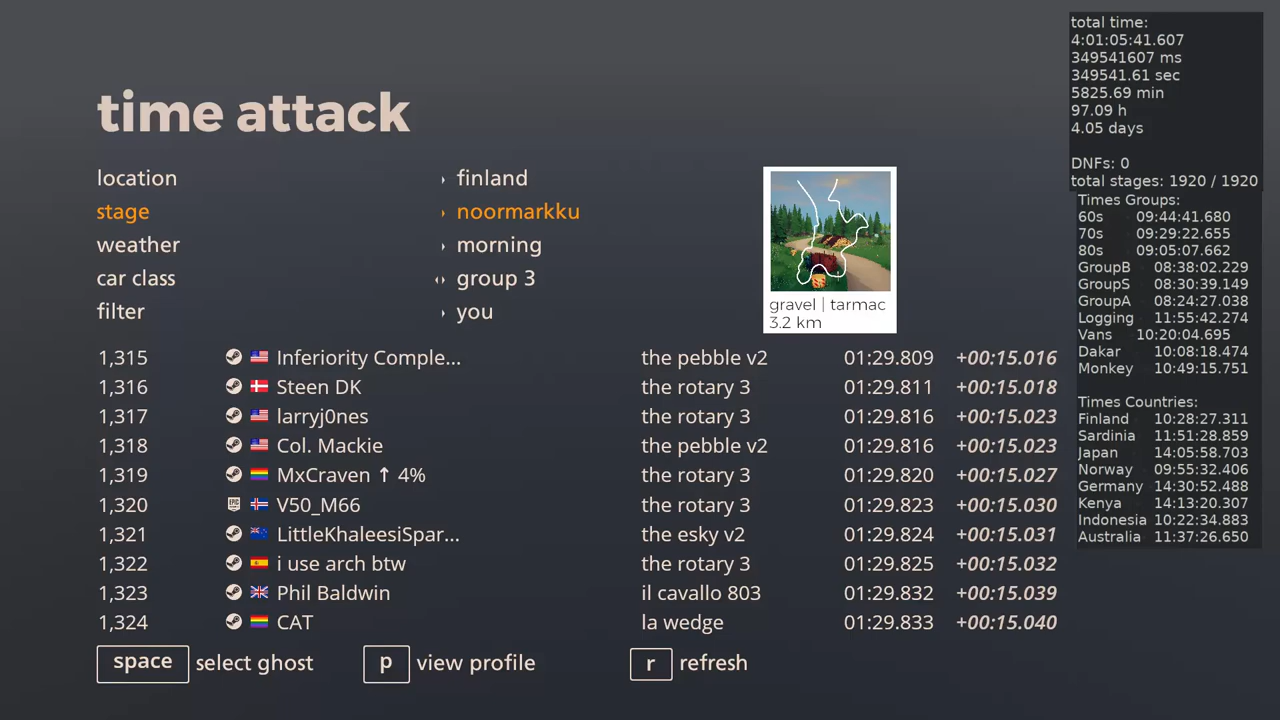 time attack
location finland
stage noormarkku
weather morning
car class group 3
filter you
gravel | tarmac
3.2 km
1,315 Inferiority Comple... the pebble v2 01:29.809 +00:15.016
1,316 Steen DK the rotary 3 01:29.811 +00:15.018
1,317 larryj0nes the rotary 3 01:29.816 +00:15.023
1,318 Col. Mackie the pebble v2 01:29.816 +00:15.023
1,319 MxCraven ↑ 4% the rotary 3 01:29.820 +00:15.027
1,320 V50_M66 the rotary 3 01:29.823 +00:15.030
1,321 LittleKhaleesiSpar... the esky v2 01:29.824 +00:15.031
1,322 i use arch btw the rotary 3 01:29.825 +00:15.032
1,323 Phil Baldwin il cavallo 803 01:29.832 +00:15.039
1,324 CAT la wedge 01:29.833 +00:15.040
space select ghost p view profile r refresh
total time:
4:01:05:41.607
349541607 ms
349541.61 sec
5825.69 min
97.09 h
4.05 days
DNFs: 0
total stages: 1920 / 1920
Times Groups:
60s 09:44:41.680
70s 09:29:22.655
80s 09:05:07.662
GroupB 08:38:02.229
GroupS 08:30:39.149
GroupA 08:24:27.038
Logging 11:55:42.274
Vans 10:20:04.695
Dakar 10:08:18.474
Monkey 10:49:15.751
Times Countries:
Finland 10:28:27.311
Sardinia 11:51:28.859
Japan 14:05:58.703
Norway 09:55:32.406
Germany 14:30:52.488
Kenya 14:13:20.307
Indonesia 10:22:34.883
Australia 11:37:26.650